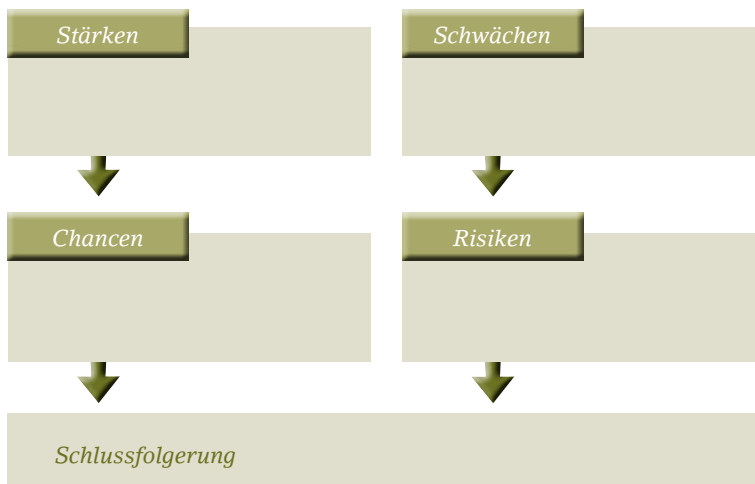 Stärken
Schwächen
Chancen
Risiken
Schlussfolgerung